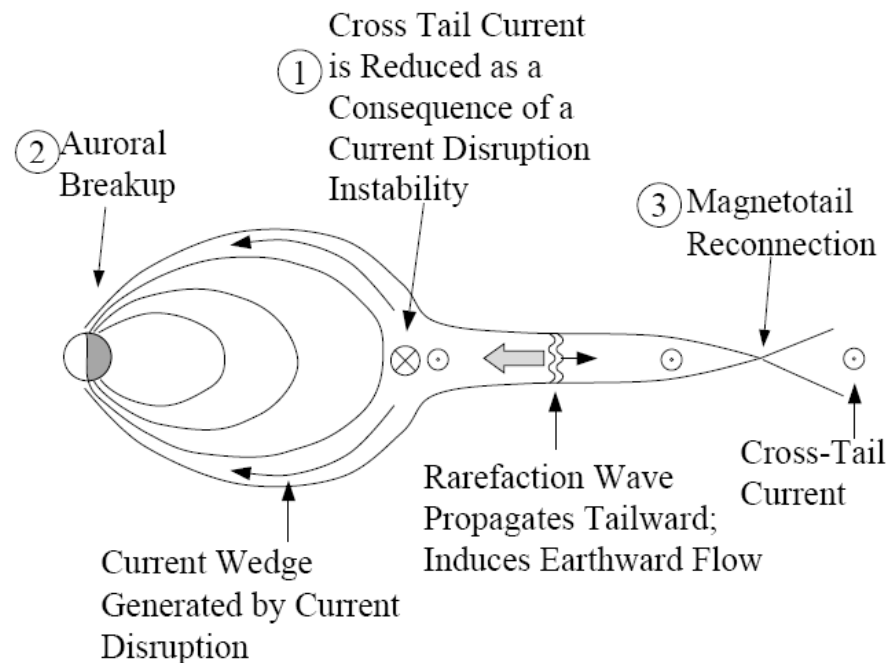 Cross Tail Current
1 is Reduced as a
Consequence of a
Current Disruption
Instability
2 Auroral
Breakup
3 Magnetotail
Reconnection
Rarefaction Wave
Propagates Tailward;
Induces Earthward Flow
Cross-Tail
Current
Current Wedge
Generated by Current
Disruption